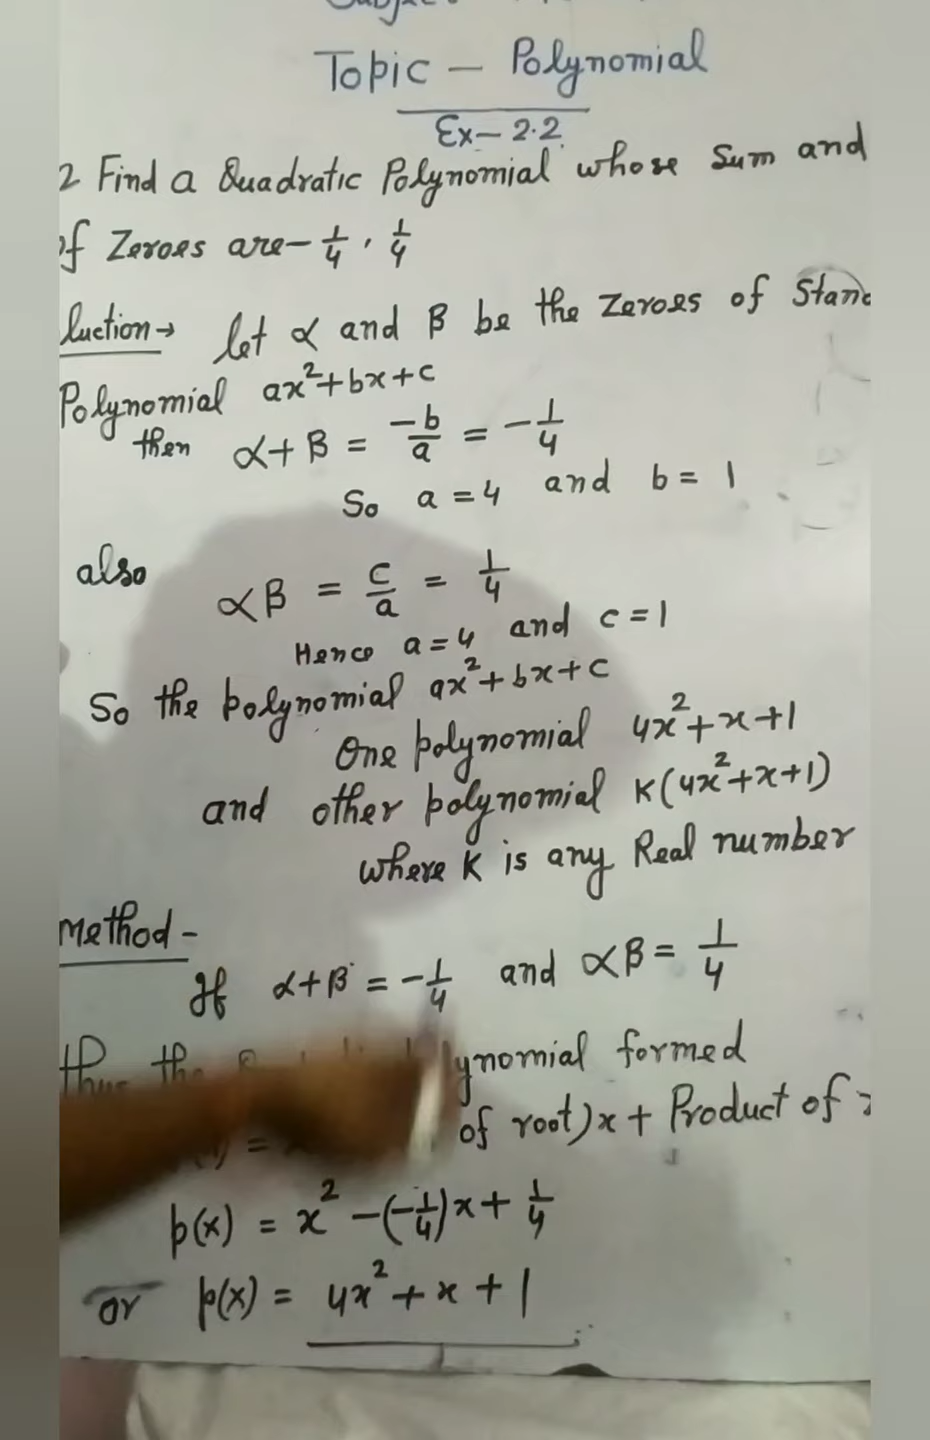 Topic - Polynomial
Ex- 2.2
2 Find a Quadratic Polynomial whose Sum and
of Zeroes are- 1/4, 1/4
luction→ let α and β be the Zeroes of Stand
Polynomial ax²+bx+c
then α+β = -b/a = -1/4
So a=4 and b=1
also αβ = c/a = 1/4
Hence a=4 and c=1
So the polynomial ax²+bx+c
One polynomial 4x²+x+1
and other polynomial K(4x²+x+1)
where K is any Real number
Method-
If α+β = -1/4 and αβ = 1/4
thus the ynomial formed
of root)x + Product of
p(x) = x² -(-1/4)x + 1/4
or p(x) = 4x²+x+1